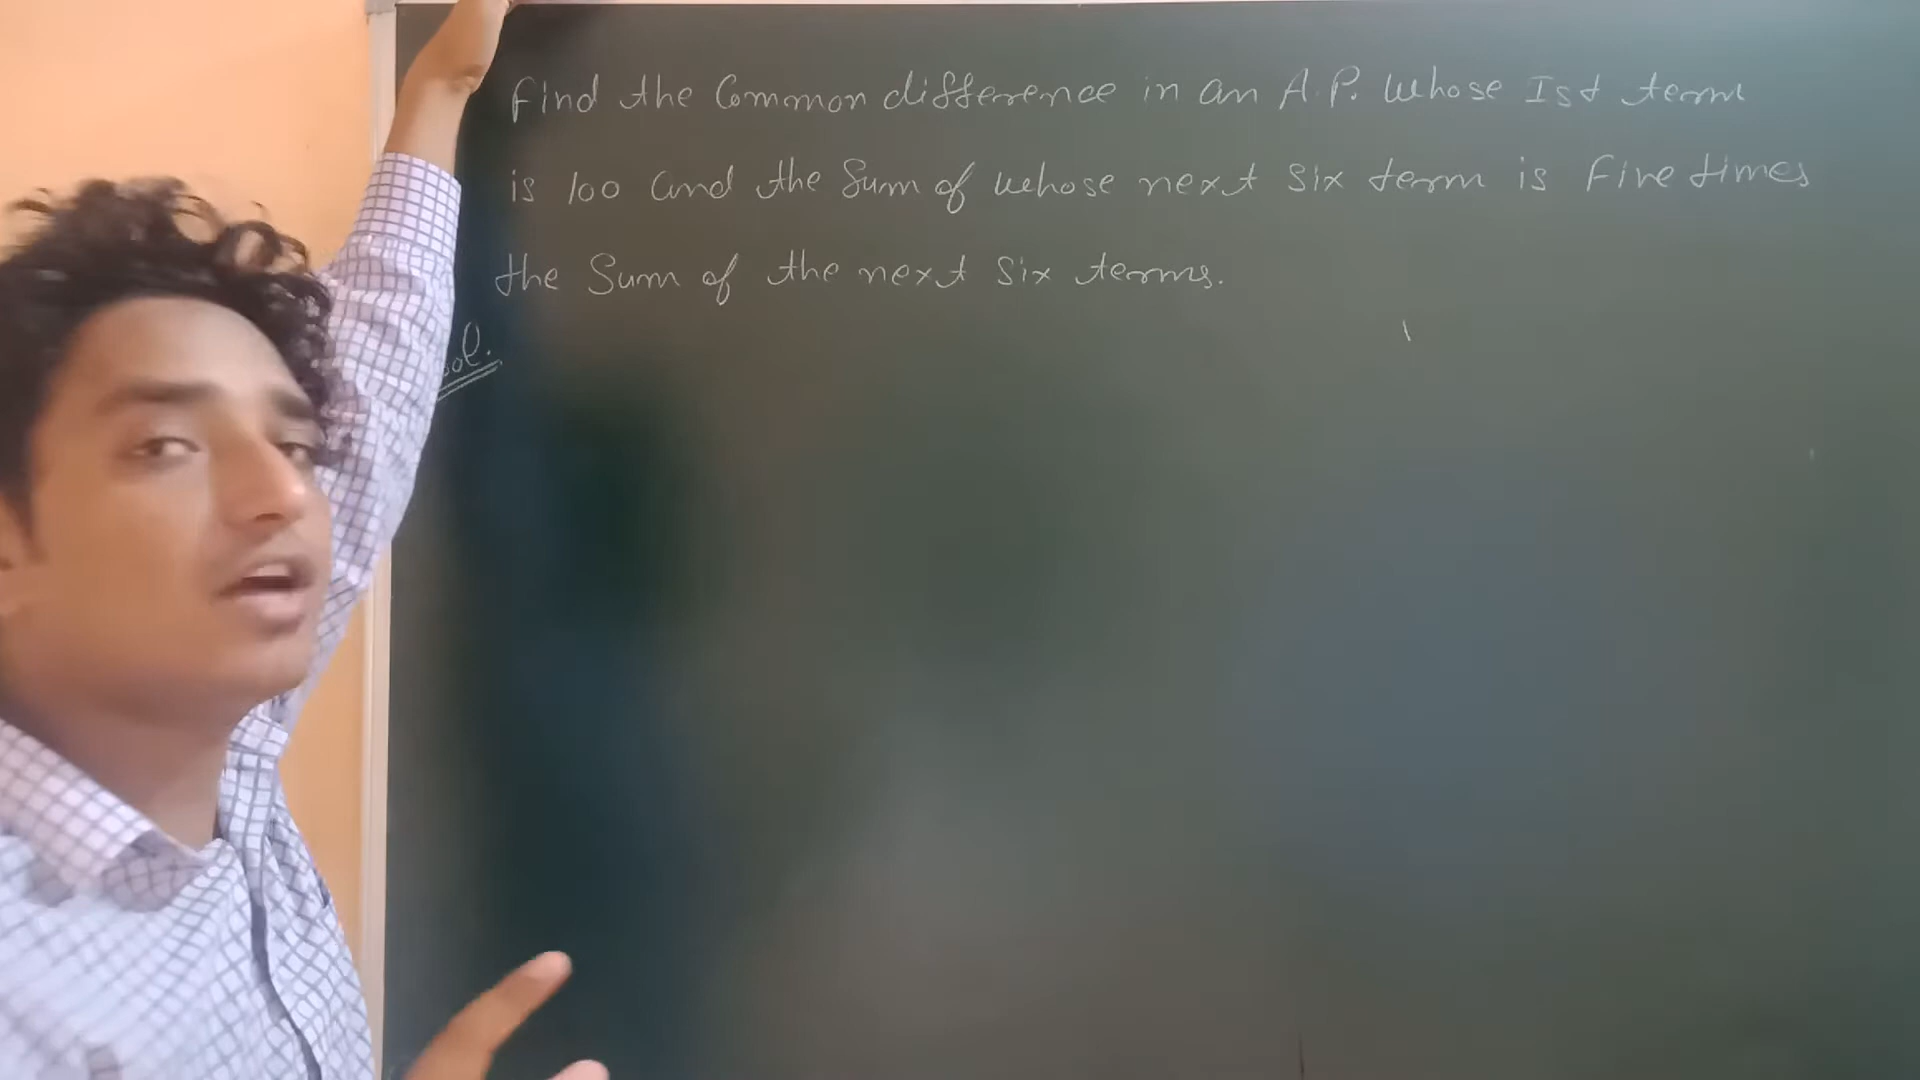 Find the Common difference in an A.P. whose Ist term
is 100 and the Sum of whose next six term is five times
the Sum of the next six terms.
Sol.